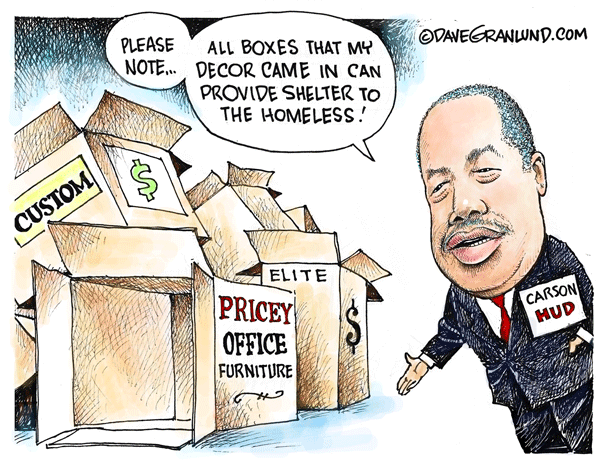 ©DAVEGRANLUND.COM
PLEASE
NOTE...
ALL BOXES THAT MY
DECOR CAME IN CAN
PROVIDE SHELTER TO
THE HOMELESS!
CUSTOM
$
ELITE
$
PRICEY
OFFICE
FURNITURE
CARSON
HUD